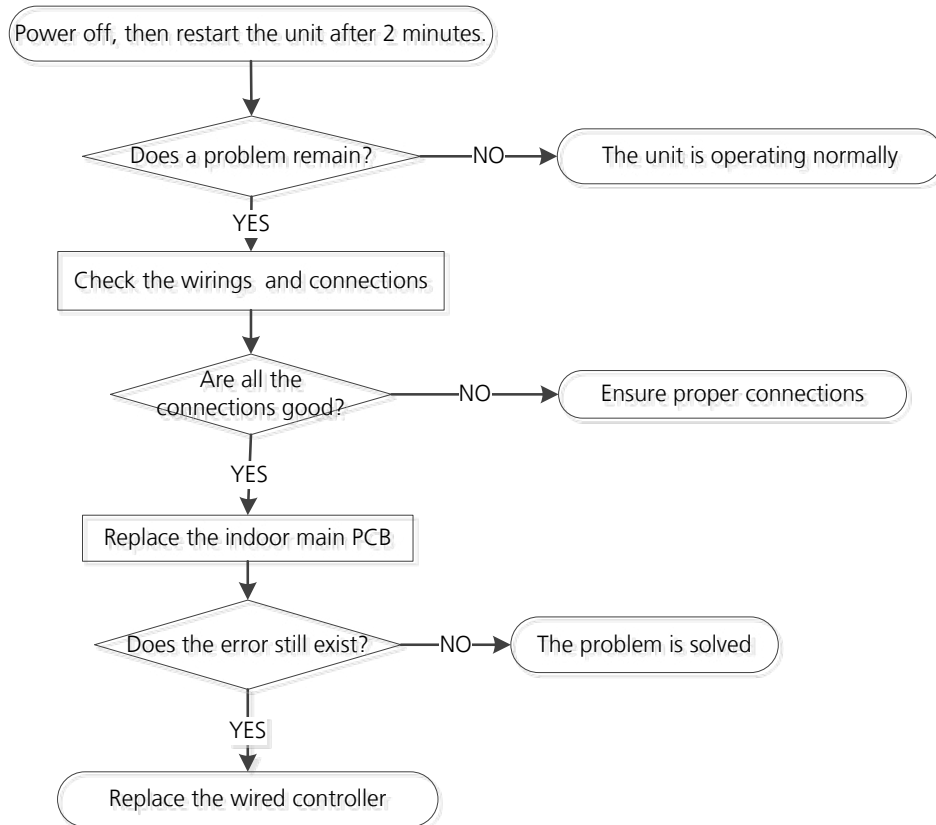 Power off, then restart the unit after 2 minutes.
Does a problem remain?
NO
The unit is operating normally
YES
Check the wirings  and connections
Are all the
connections good?
NO
Ensure proper connections
YES
Replace the indoor main PCB
Does the error still exist?
NO
The problem is solved
YES
Replace the wired controller